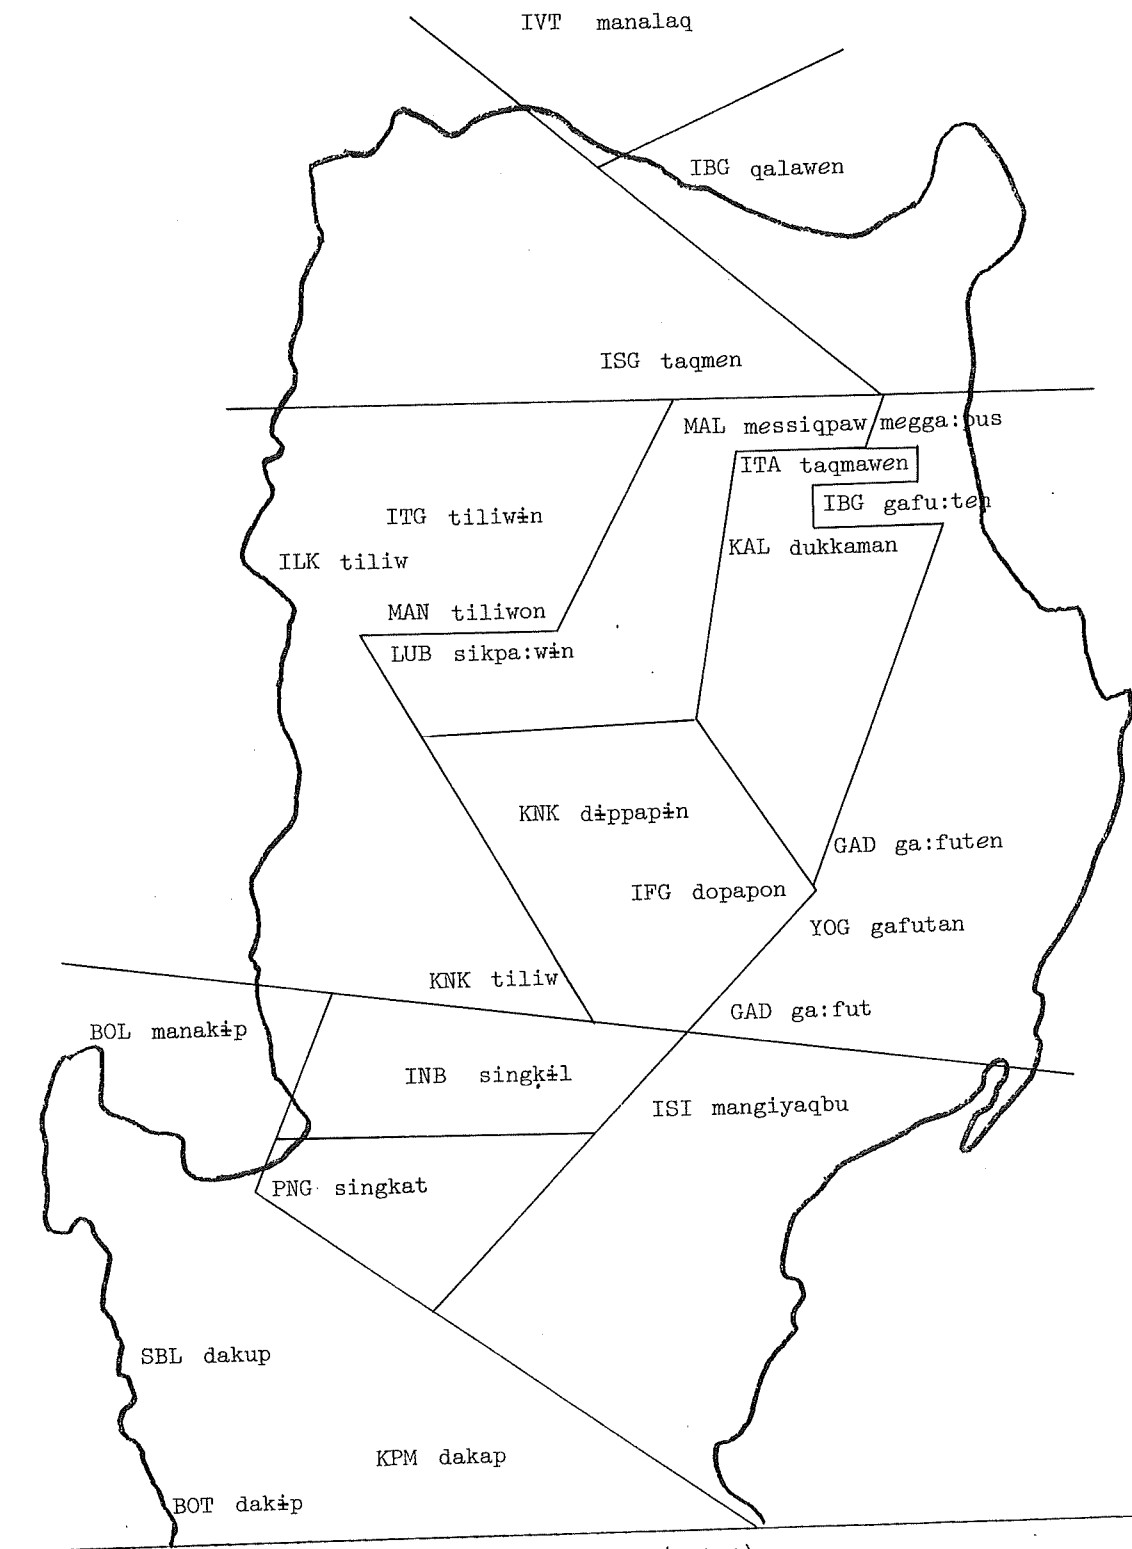 IVT manalaq
IBG qalawen
ISG taqmen
MAL messiqpaw megga:pus
ITA taqmawen
IBG gafu:ten
ITG tiliwɨn
KAL dukkaman
ILK tiliw
MAN tiliwon
LUB sikpa:wɨn
KNK dɨppapɨn
GAD ga:futen
IFG dopapon
YOG gafutan
KNK tiliw
GAD ga:fut
BOL manakɨp
INB singḳɨl
ISI mangiyaqbu
PNG singkat
SBL dakup
KPM dakap
BOT dakɨp